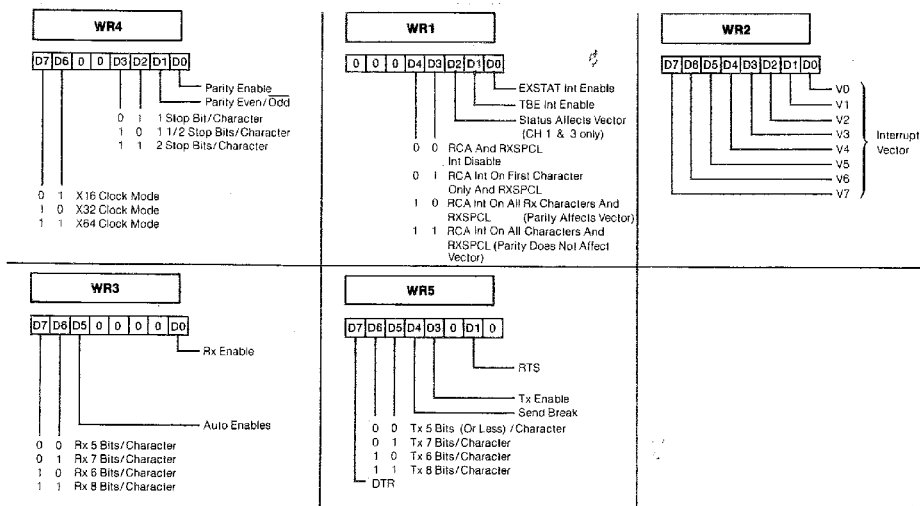 WR4
D7 D6 0 0 D3 D2 D1 D0
Parity Enable
Parity Even/Odd
0 1 1 Stop Bit/Character
1 0 1 1/2 Stop Bits/Character
1 1 2 Stop Bits/Character
0 1 X16 Clock Mode
1 0 X32 Clock Mode
1 1 X64 Clock Mode
WR1
0 0 0 D4 D3 D2 D1 D0
EXSTAT Int Enable
TBE Int Enable
Status Affects Vector
(CH 1 & 3 only)
0 0 RCA And RXSPCL
Int Disable
0 1 RCA Int On First Character
Only And RXSPCL
1 0 RCA Int On All Rx Characters And
RXSPCL (Parity Affects Vector)
1 1 RCA Int On All Characters And
RXSPCL (Parity Does Not Affect
Vector)
WR2
D7 D6 D5 D4 D3 D2 D1 D0
V0
V1
V2
V3
V4
V5
V6
V7
Interrupt
Vector
WR3
D7 D6 D5 0 0 0 0 D0
Rx Enable
Auto Enables
0 0 Rx 5 Bits/Character
0 1 Rx 7 Bits/Character
1 0 Rx 6 Bits/Character
1 1 Rx 8 Bits/Character
WR5
D7 D6 D5 D4 D3 0 D1 0
RTS
Tx Enable
Send Break
0 0 Tx 5 Bits (Or Less) /Character
0 1 Tx 7 Bits/Character
1 0 Tx 6 Bits/Character
1 1 Tx 8 Bits/Character
DTR